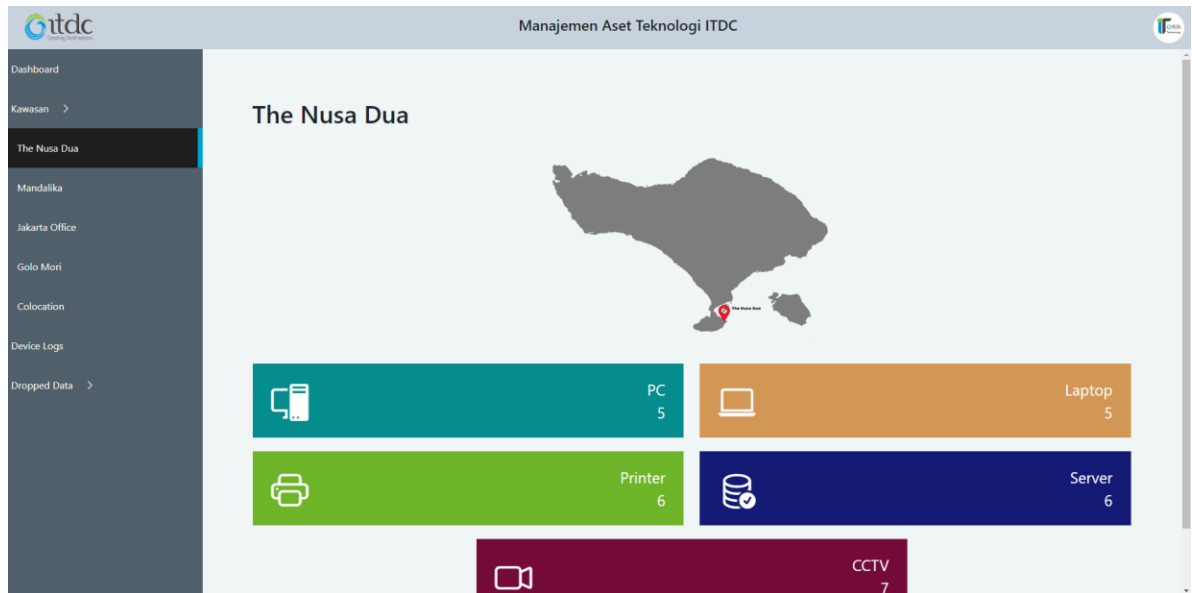 itdc
Manajemen Aset Teknologi ITDC
Dashboard
Kawasan
The Nusa Dua
Mandalika
Jakarta Office
Golo Mori
Colocation
Device Logs
Dropped Data
The Nusa Dua
The Nusa Dua
PC
5
Laptop
5
Printer
6
Server
6
CCTV
7